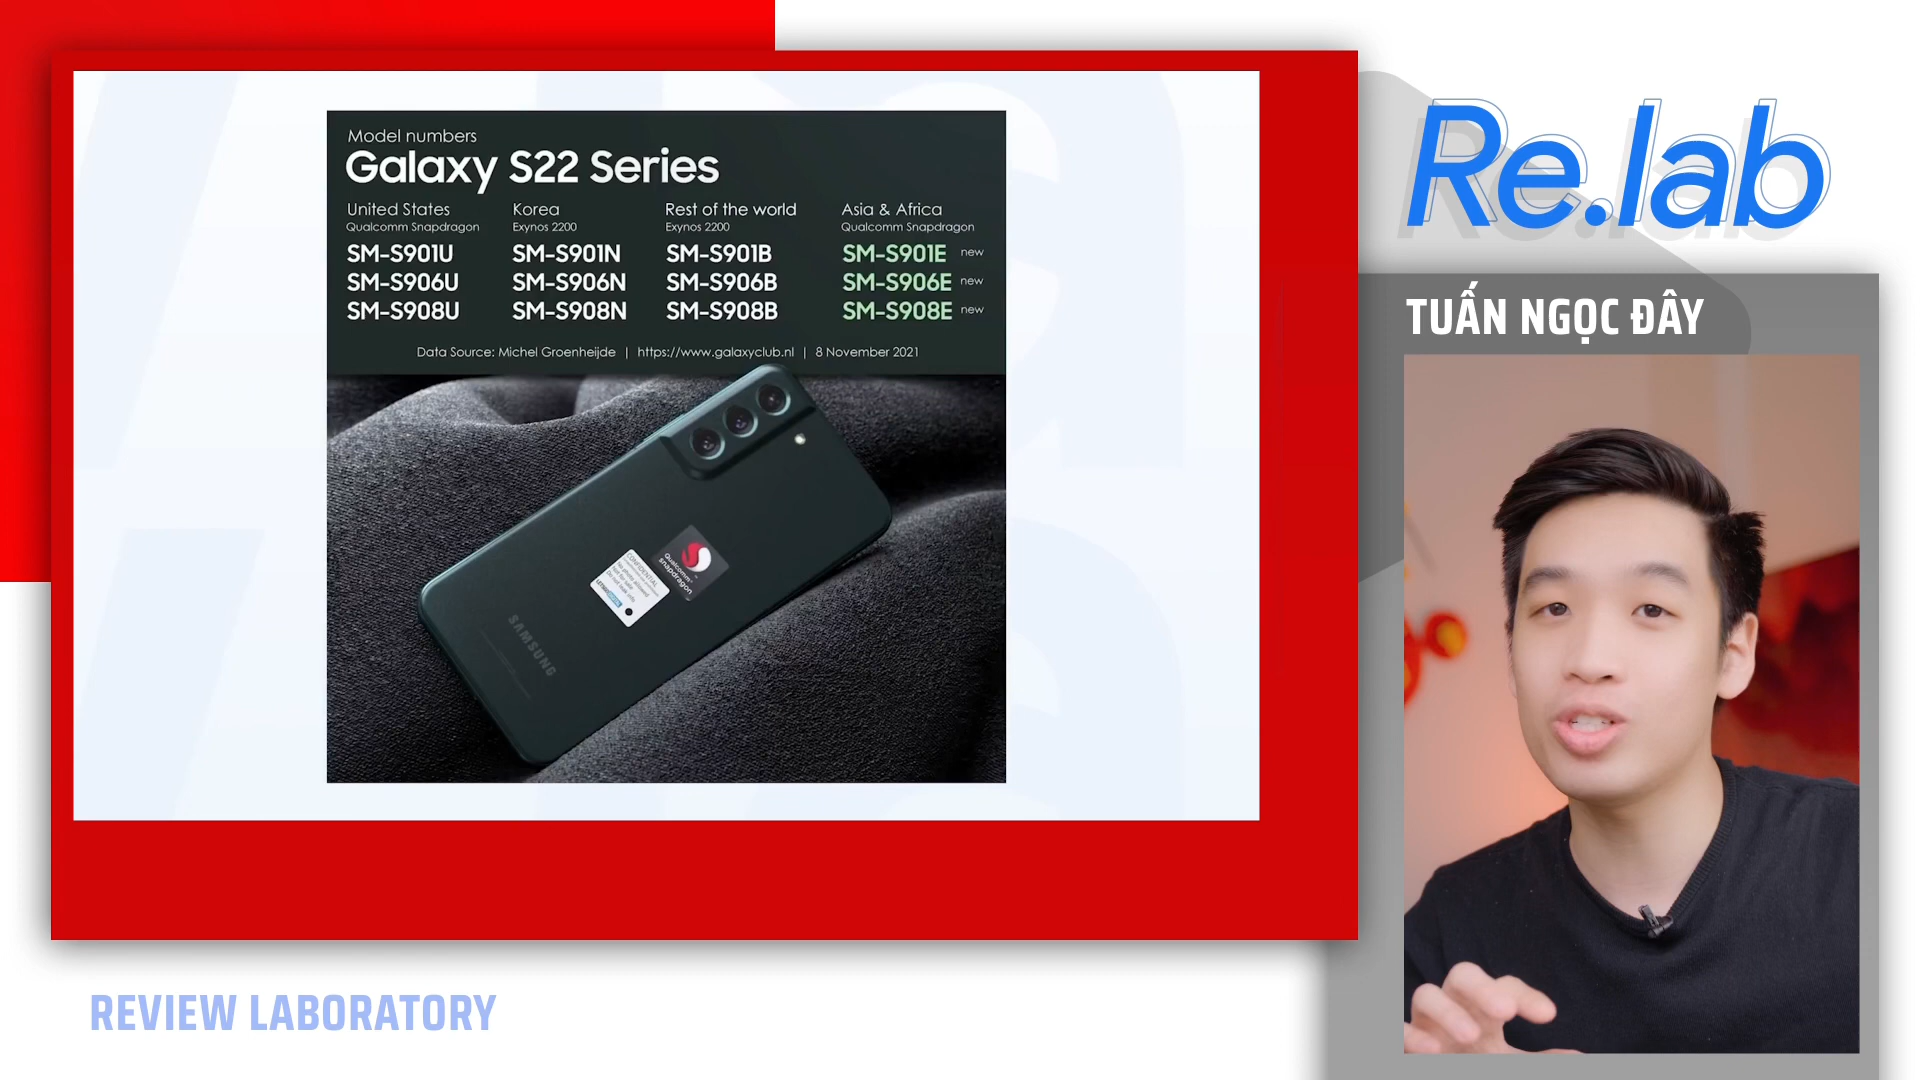 Re.lab
TUẤN NGỌC ĐÂY
Model numbers
Galaxy S22 Series
United States
Qualcomm Snapdragon
SM-S901U
SM-S906U
SM-S908U
Korea
Exynos 2200
SM-S901N
SM-S906N
SM-S908N
Rest of the world
Exynos 2200
SM-S901B
SM-S906B
SM-S908B
Asia & Africa
Qualcomm Snapdragon
SM-S901E new
SM-S906E new
SM-S908E new
Data Source: Michel Groenheijde | https://www.galaxyclub.nl | 8 November 2021
Qualcomm
snapdragon
CONFIDENTIAL
SAMSUNG
REVIEW LABORATORY